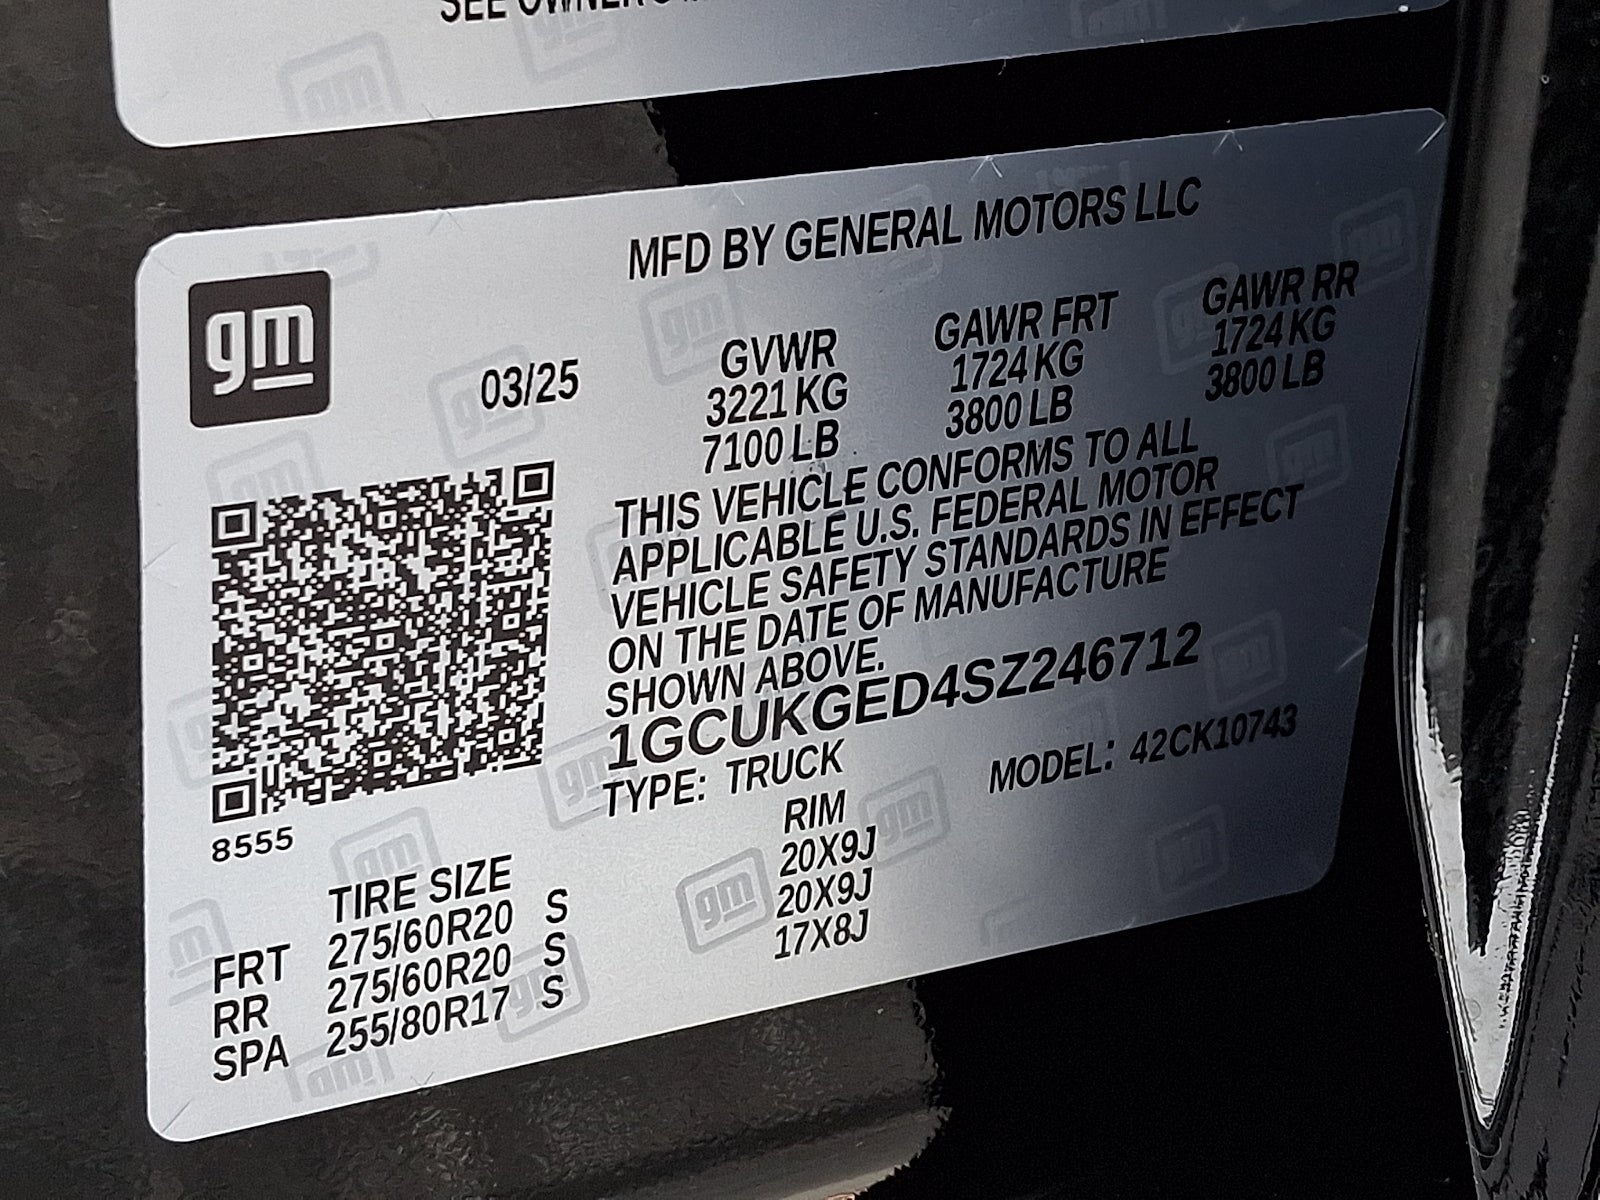 SEE OWNER'S
gm
MFD BY GENERAL MOTORS LLC
03/25
GVWR
3221 KG
7100 LB
GAWR FRT
1724 KG
3800 LB
GAWR RR
1724 KG
3800 LB
THIS VEHICLE CONFORMS TO ALL
APPLICABLE U.S. FEDERAL MOTOR
VEHICLE SAFETY STANDARDS IN EFFECT
ON THE DATE OF MANUFACTURE
SHOWN ABOVE.
1GCUKGED4SZ246712
TYPE: TRUCK MODEL: 42CK10743
8555
TIRE SIZE RIM
FRT 275/60R20 S 20X9J
RR 275/60R20 S 20X9J
SPA 255/80R17 S 17X8J